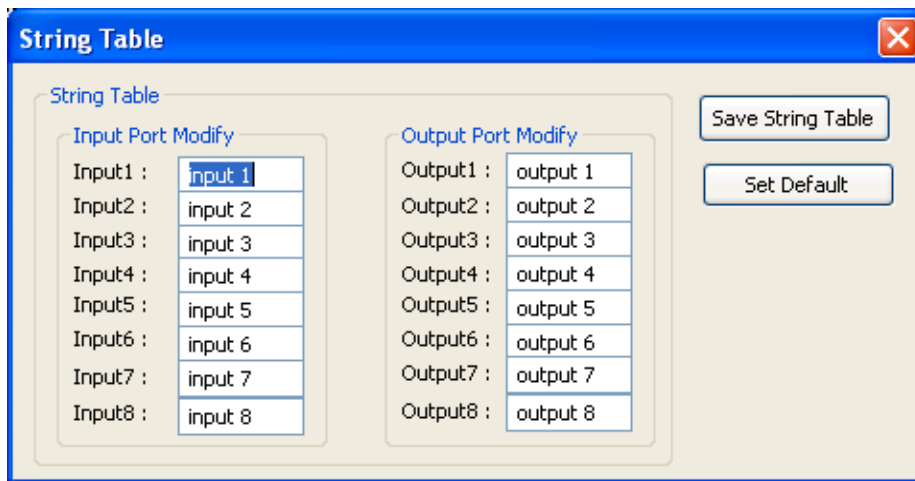 String Table
String Table
Input Port Modify
Input1 : input 1
Input2 : input 2
Input3 : input 3
Input4 : input 4
Input5 : input 5
Input6 : input 6
Input7 : input 7
Input8 : input 8
Output Port Modify
Output1 : output 1
Output2 : output 2
Output3 : output 3
Output4 : output 4
Output5 : output 5
Output6 : output 6
Output7 : output 7
Output8 : output 8
Save String Table
Set Default